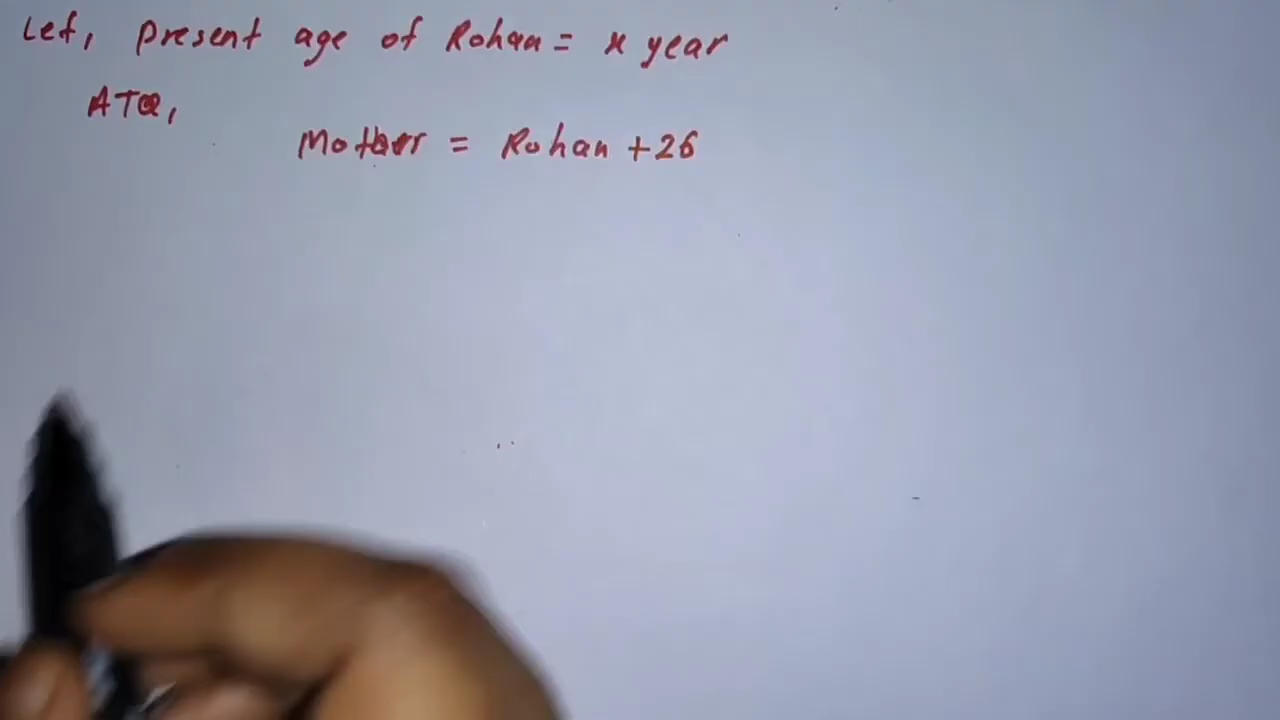 Let, present age of Rohan = x year
ATQ,
Mother = Rohan + 26